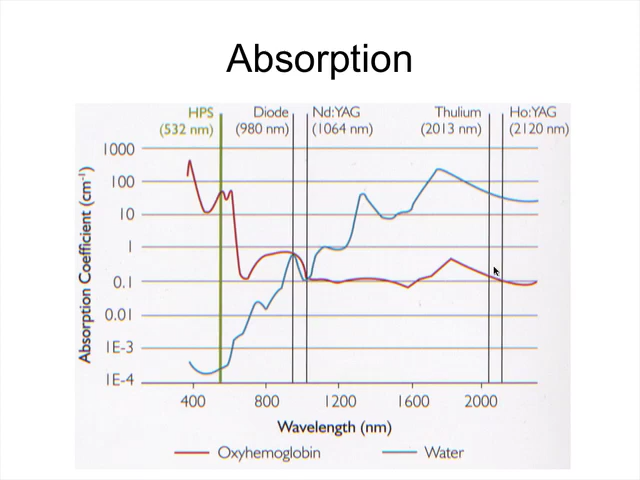 Absorption
HPS
(532 nm)
Diode
(980 nm)
Nd:YAG
(1064 nm)
Thulium
(2013 nm)
Ho:YAG
(2120 nm)
Absorption Coefficient (cm⁻¹)
1000
100
10
1
0.1
0.01
1E-3
1E-4
400 800 1200 1600 2000
Wavelength (nm)
Oxyhemoglobin Water